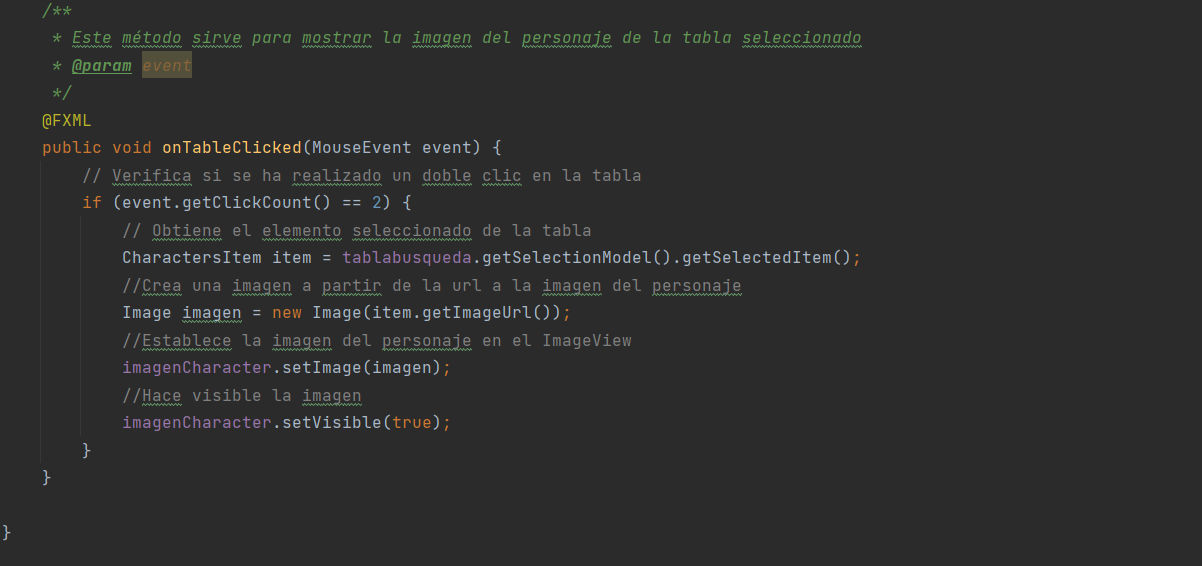 /**
 * Este método sirve para mostrar la imagen del personaje de la tabla seleccionado
 * @param event
 */
@FXML
public void onTableClicked(MouseEvent event) {
    // Verifica si se ha realizado un doble clic en la tabla
    if (event.getClickCount() == 2) {
        // Obtiene el elemento seleccionado de la tabla
        CharactersItem item = tablabusqueda.getSelectionModel().getSelectedItem();
        //Crea una imagen a partir de la url a la imagen del personaje
        Image imagen = new Image(item.getImageUrl());
        //Establece la imagen del personaje en el ImageView
        imagenCharacter.setImage(imagen);
        //Hace visible la imagen
        imagenCharacter.setVisible(true);
    }
}
}